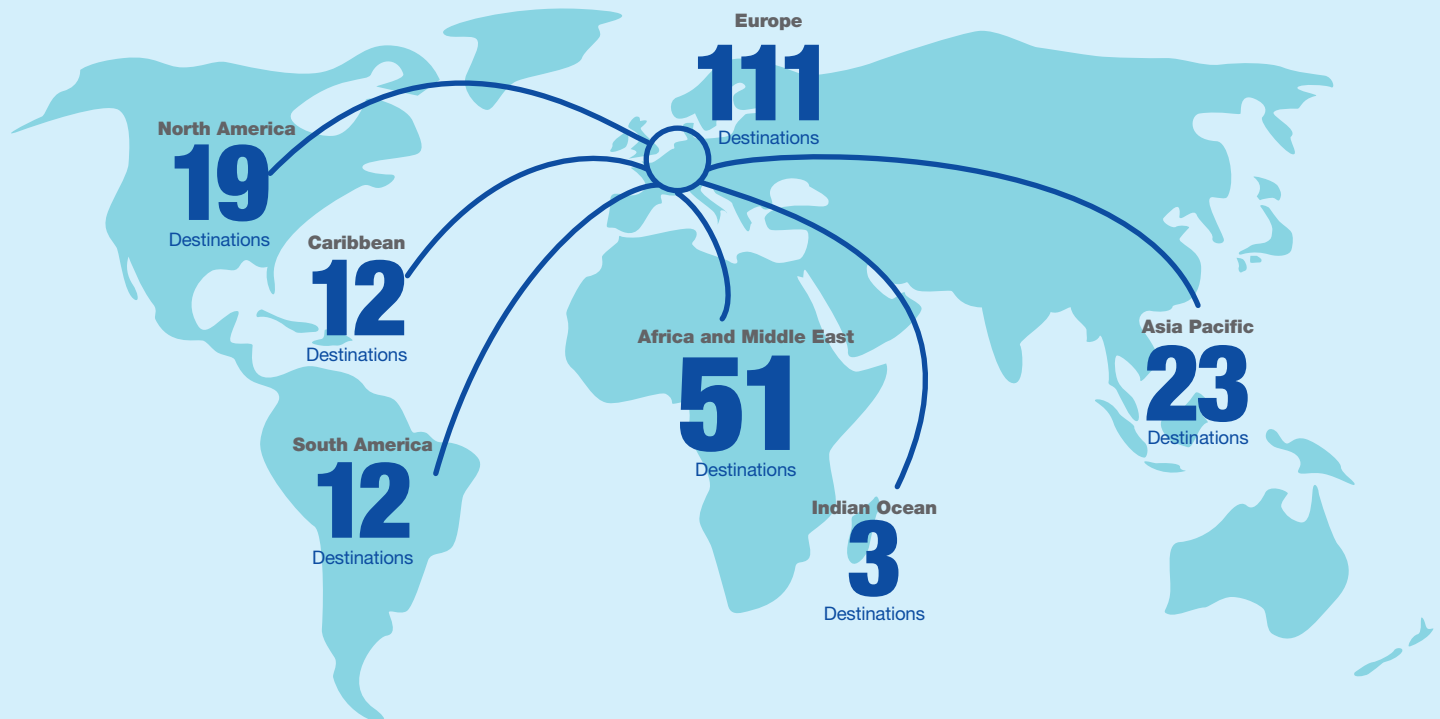 Europe
111
Destinations
North America
19
Destinations
Caribbean
12
Destinations
Africa and Middle East
51
Destinations
Asia Pacific
23
Destinations
South America
12
Destinations
Indian Ocean
3
Destinations